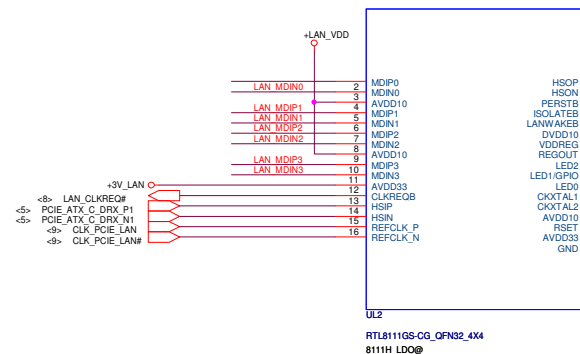 +LAN_VDD
MDIP0 HSOP
LAN_MDIN0 2 MDIN0 HSON
3 AVDD10 PERSTB
LAN_MDIP1 4 MDIP1 ISOLATEB
LAN_MDIN1 5 MDIN1 LANWAKEB
LAN_MDIP2 6 MDIP2 DVDD10
LAN_MDIN2 7 MDIN2 VDDREG
8 AVDD10 REGOUT
LAN_MDIP3 9 MDIP3 LED2
LAN_MDIN3 10 MDIN3 LED1/GPIO
+3V_LAN 11 AVDD33 LED0
<8> LAN_CLKREQ# 12 CLKREQB CKXTAL1
<5> PCIE_ATX_C_DRX_P1 13 HSIP CKXTAL2
<5> PCIE_ATX_C_DRX_N1 14 HSIN AVDD10
<9> CLK_PCIE_LAN 15 REFCLK_P RSET
<9> CLK_PCIE_LAN# 16 REFCLK_N AVDD33
GND
UL2
RTL8111GS-CG_QFN32_4X4
8111H_LDO@